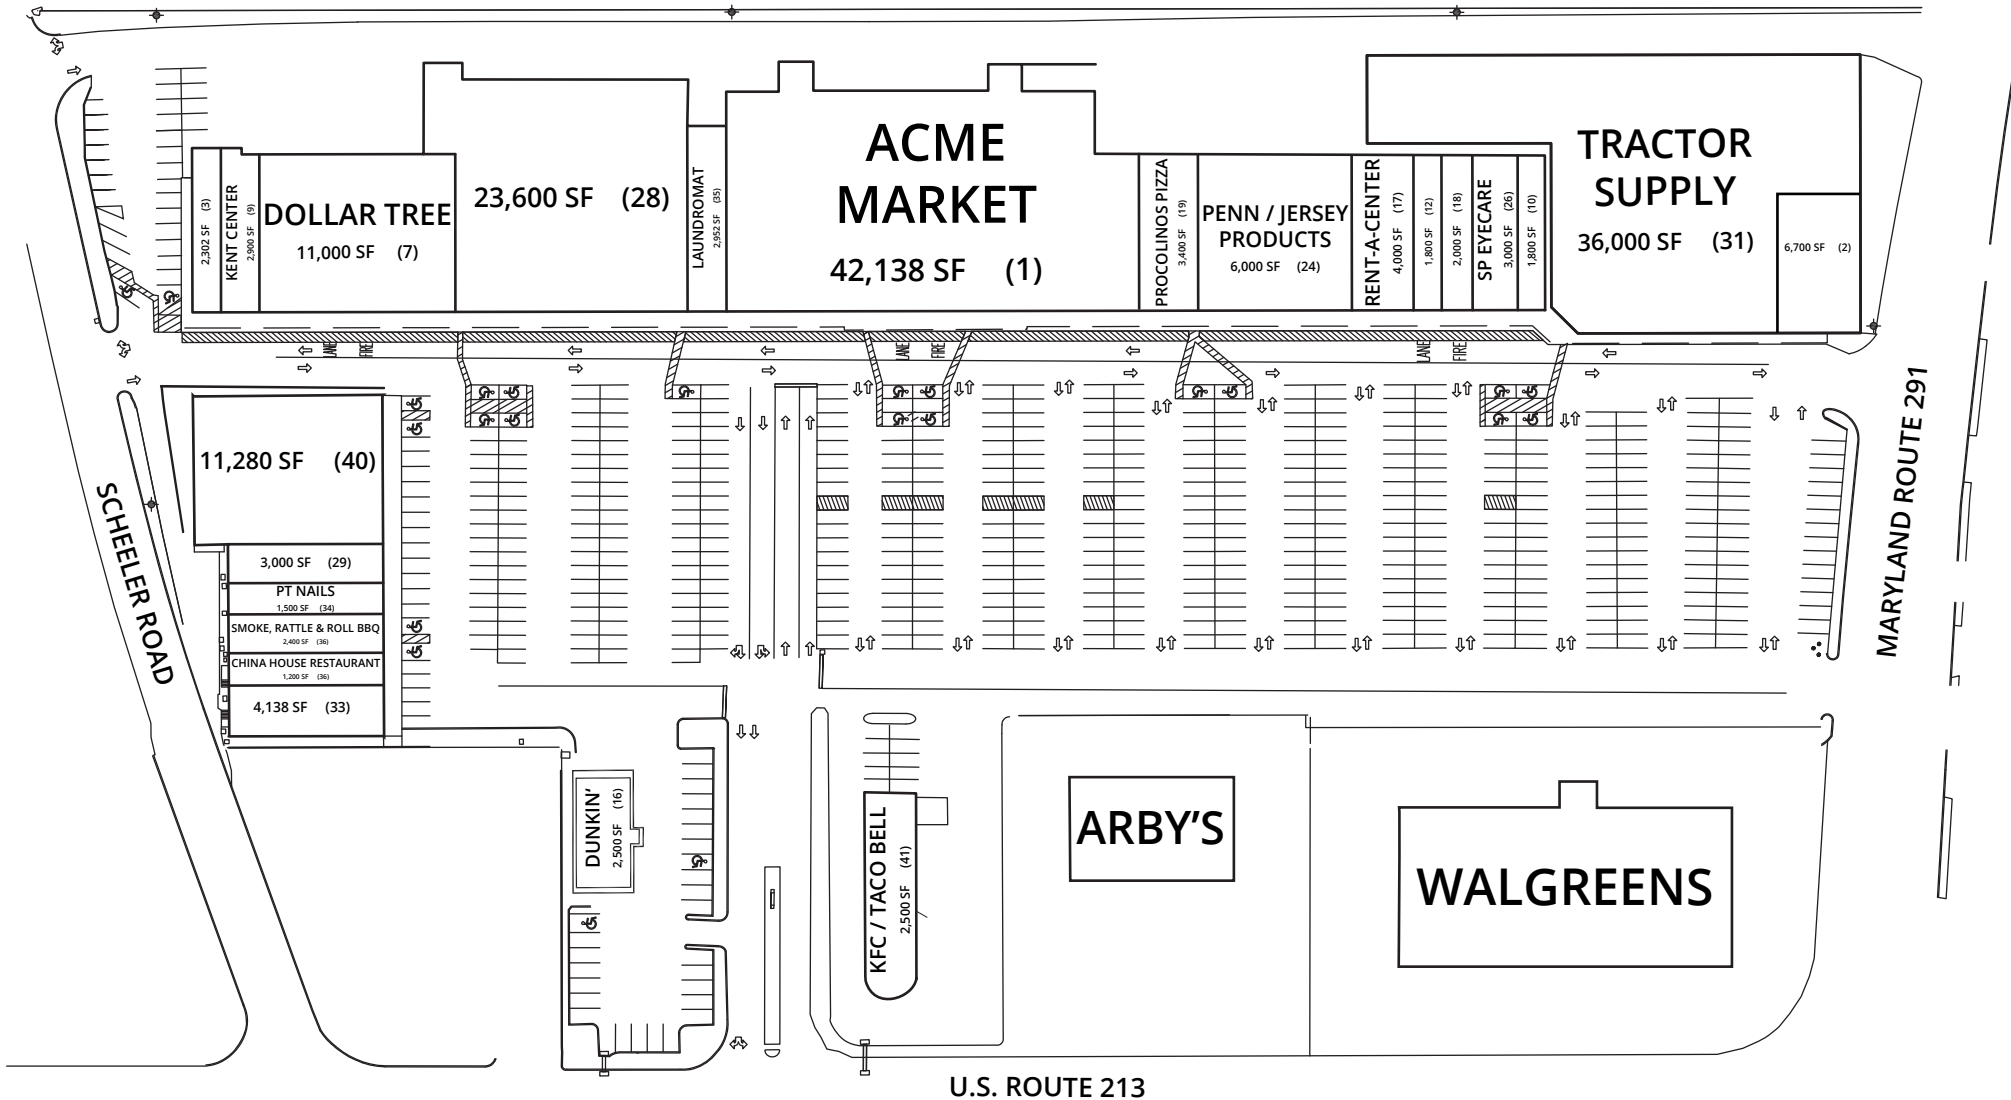 2,302 SF (3)
KENT CENTER
2,900 SF (9)
DOLLAR TREE
11,000 SF (7)
23,600 SF (28)
LAUNDROMAT
2,952 SF (35)
ACME
MARKET
42,138 SF (1)
PROCOLINOS PIZZA
3,400 SF (19)
PENN / JERSEY
PRODUCTS
6,000 SF (24)
RENT-A-CENTER
4,000 SF (17)
1,800 SF (12)
2,000 SF (18)
SP EYECARE
3,000 SF (26)
1,800 SF (10)
TRACTOR
SUPPLY
36,000 SF (31)
6,700 SF (2)
LANE
FIRE
LANE
FIRE
LANE
FIRE
11,280 SF (40)
3,000 SF (29)
PT NAILS
1,500 SF (34)
SMOKE, RATTLE & ROLL BBQ
2,400 SF (36)
CHINA HOUSE RESTAURANT
1,200 SF (36)
4,138 SF (33)
SCHEELER ROAD
MARYLAND ROUTE 291
DUNKIN'
2,500 SF (16)
KFC / TACO BELL
2,500 SF (41)
ARBY'S
WALGREENS
U.S. ROUTE 213